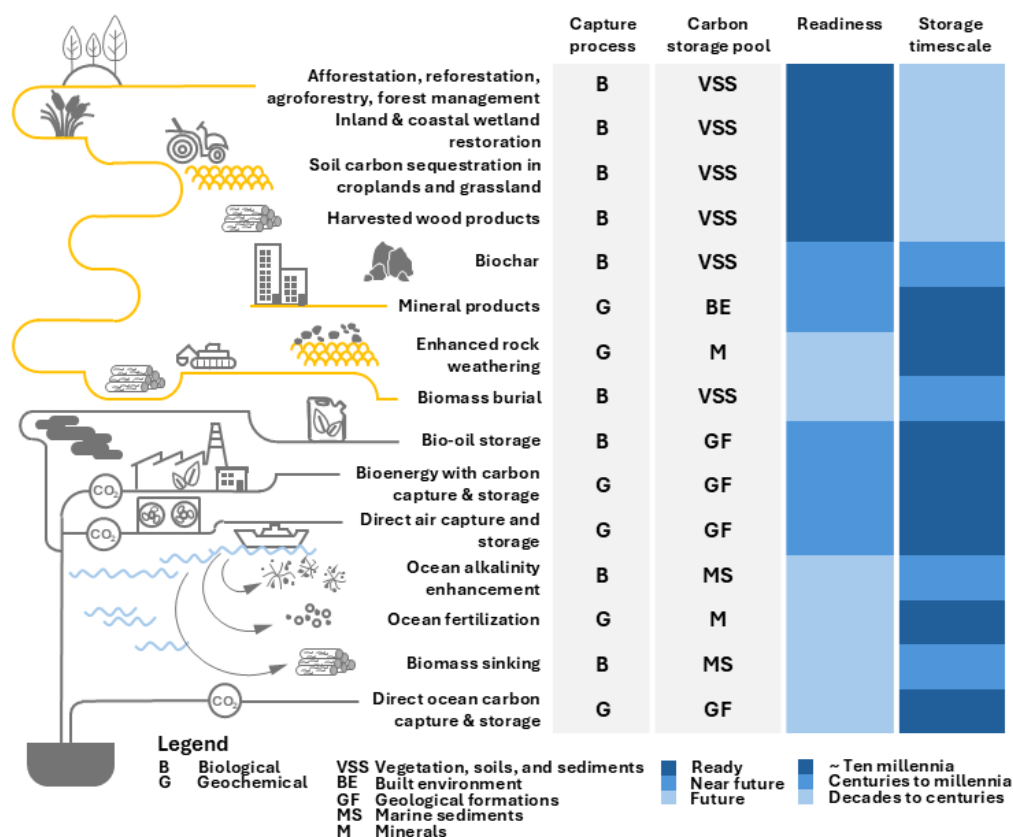 Capture process
Carbon storage pool
Readiness
Storage timescale
Afforestation, reforestation,
agroforestry, forest management
B VSS
Inland & coastal wetland
restoration
B VSS
Soil carbon sequestration in
croplands and grassland
B VSS
Harvested wood products B VSS
Biochar B VSS
Mineral products G BE
Enhanced rock
weathering
G M
Biomass burial B VSS
Bio-oil storage B GF
Bioenergy with carbon
capture & storage
G GF
CO₂
Direct air capture and
storage
G GF
CO₂
Ocean alkalinity
enhancement
B MS
Ocean fertilization G M
Biomass sinking B MS
Direct ocean carbon
capture & storage
G GF
CO₂
Legend
B Biological
G Geochemical
VSS Vegetation, soils, and sediments
BE Built environment
GF Geological formations
MS Marine sediments
M Minerals
Ready
Near future
Future
~ Ten millennia
Centuries to millennia
Decades to centuries